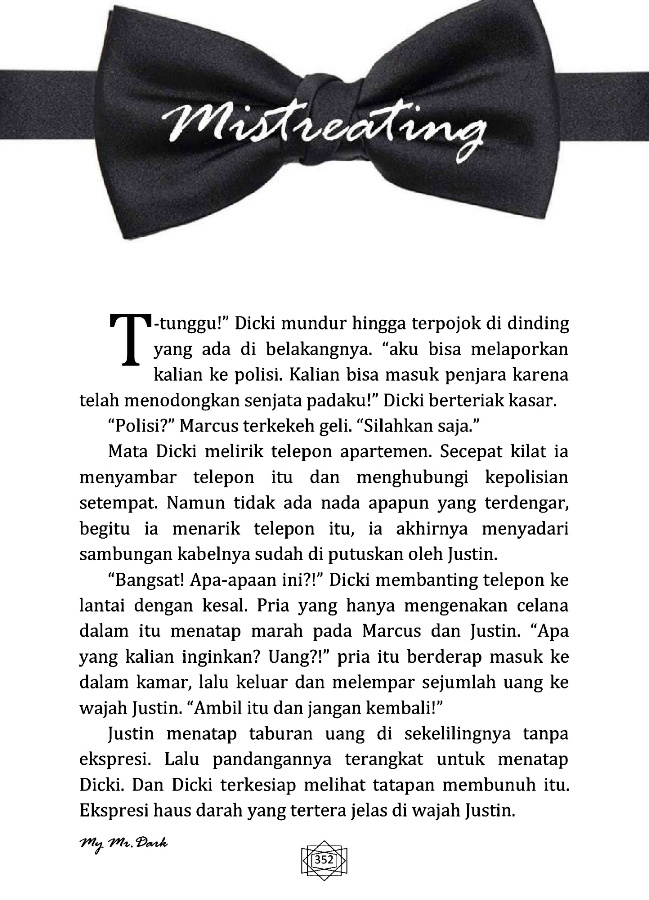 Mistreating
T-tunggu!” Dicki mundur hingga terpojok di dinding
yang ada di belakangnya. “aku bisa melaporkan
kalian ke polisi. Kalian bisa masuk penjara karena
telah menodongkan senjata padaku!” Dicki berteriak kasar.
“Polisi?” Marcus terkekeh geli. “Silahkan saja.”
Mata Dicki melirik telepon apartemen. Secepat kilat ia
menyambar telepon itu dan menghubungi kepolisian
setempat. Namun tidak ada nada apapun yang terdengar,
begitu ia menarik telepon itu, ia akhirnya menyadari
sambungan kabelnya sudah di putuskan oleh Justin.
“Bangsat! Apa-apaan ini?!” Dicki membanting telepon ke
lantai dengan kesal. Pria yang hanya mengenakan celana
dalam itu menatap marah pada Marcus dan Justin. “Apa
yang kalian inginkan? Uang?!” pria itu berderap masuk ke
dalam kamar, lalu keluar dan melempar sejumlah uang ke
wajah Justin. “Ambil itu dan jangan kembali!”
Justin menatap taburan uang di sekelilingnya tanpa
ekspresi. Lalu pandangannya terangkat untuk menatap
Dicki. Dan Dicki terkesiap melihat tatapan membunuh itu.
Ekspresi haus darah yang tertera jelas di wajah Justin.
My Mr. Dark
352